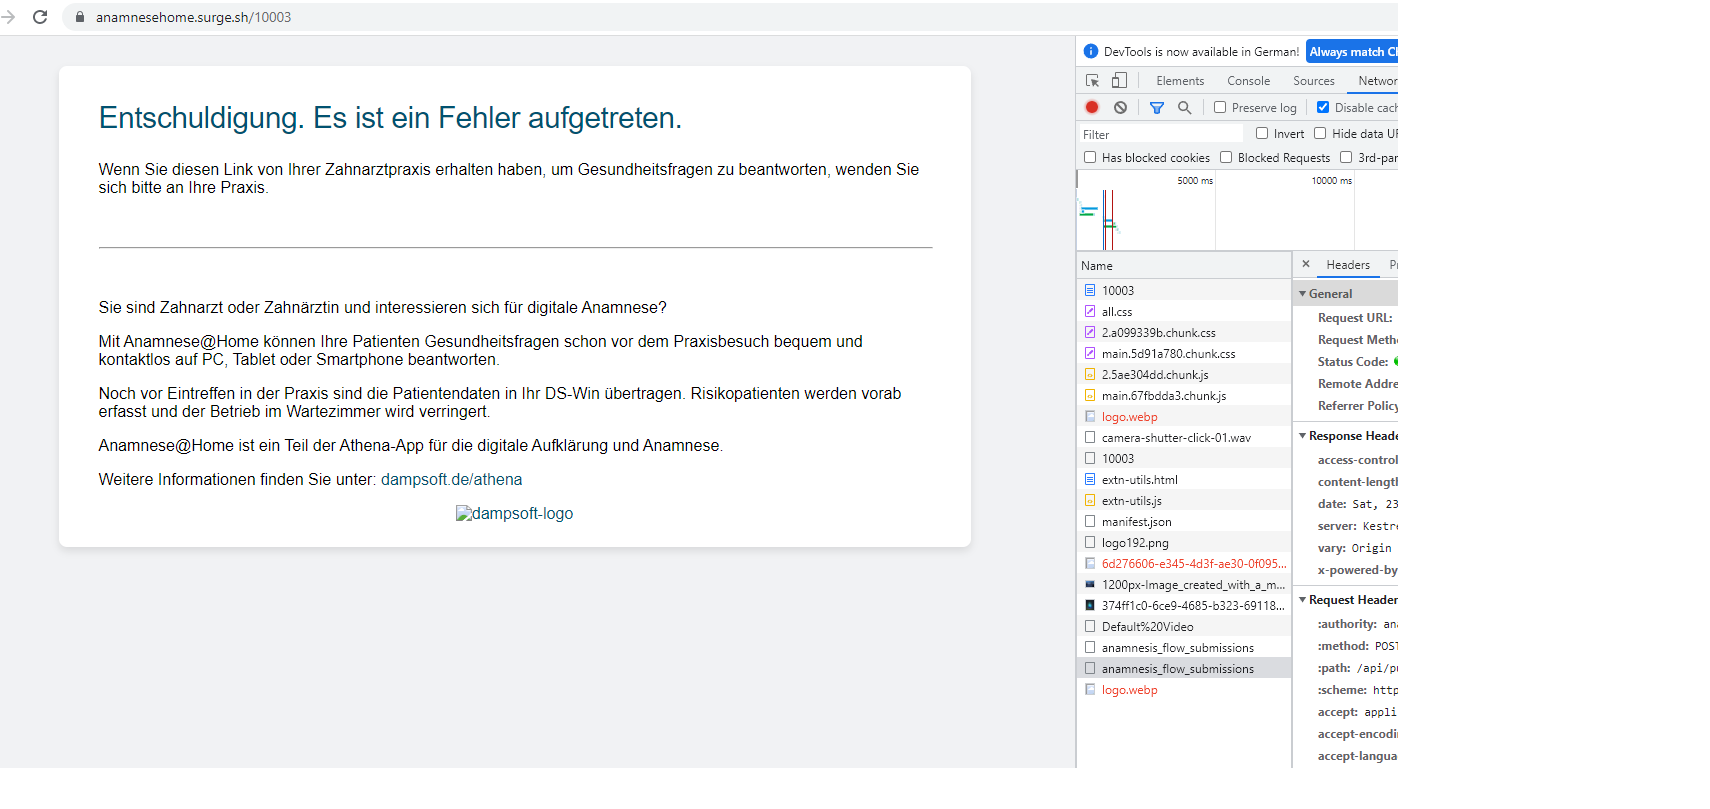 anamnesehome.surge.sh/10003
Entschuldigung. Es ist ein Fehler aufgetreten.
Wenn Sie diesen Link von Ihrer Zahnarztpraxis erhalten haben, um Gesundheitsfragen zu beantworten, wenden Sie
sich bitte an Ihre Praxis.
Sie sind Zahnarzt oder Zahnärztin und interessieren sich für digitale Anamnese?
Mit Anamnese@Home können Ihre Patienten Gesundheitsfragen schon vor dem Praxisbesuch bequem und
kontaktlos auf PC, Tablet oder Smartphone beantworten.
Noch vor Eintreffen in der Praxis sind die Patientendaten in Ihr DS-Win übertragen. Risikopatienten werden vorab
erfasst und der Betrieb im Wartezimmer wird verringert.
Anamnese@Home ist ein Teil der Athena-App für die digitale Aufklärung und Anamnese.
Weitere Informationen finden Sie unter: dampsoft.de/athena
dampsoft-logo
DevTools is now available in German! Always match Cl
Elements Console Sources Networ
Preserve log Disable cach
Filter Invert Hide data UR
Has blocked cookies Blocked Requests 3rd-par
5000 ms 10000 ms
Name
10003
all.css
2.a099339b.chunk.css
main.5d91a780.chunk.css
2.5ae304dd.chunk.js
main.67fbdda3.chunk.js
logo.webp
camera-shutter-click-01.wav
10003
extn-utils.html
extn-utils.js
manifest.json
logo192.png
6d276606-e345-4d3f-ae30-0f095...
1200px-Image_created_with_a_m...
374ff1c0-6ce9-4685-b323-69118...
Default%20Video
anamnesis_flow_submissions
anamnesis_flow_submissions
logo.webp
× Headers Pr
General
Request URL:
Request Metho
Status Code:
Remote Addre
Referrer Policy
Response Heade
access-control
content-length
date: Sat, 23
server: Kestre
vary: Origin
x-powered-by
Request Header
:authority: ana
:method: POST
:path: /api/pu
:scheme: http
accept: appli
accept-encodi
accept-langua